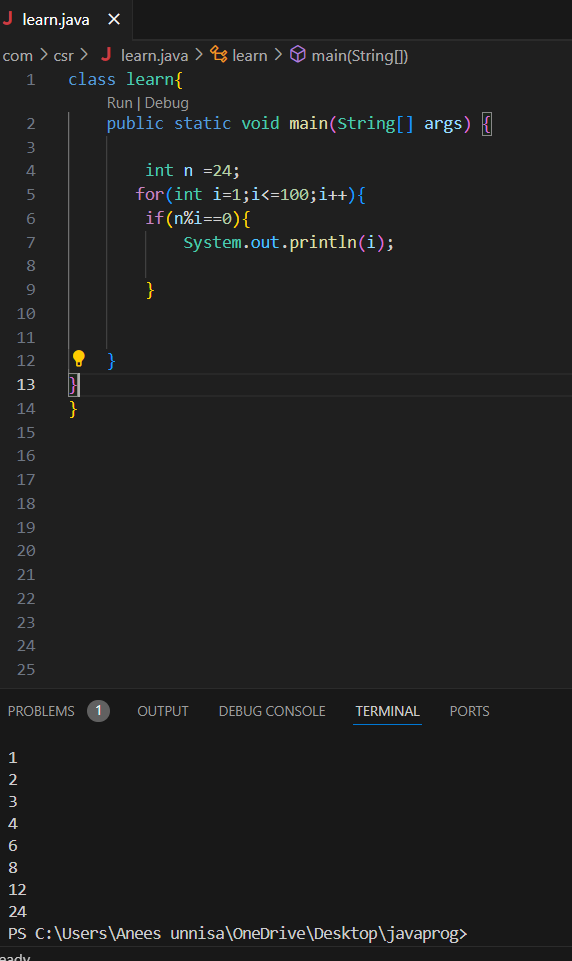 J learn.java ×
com > csr > J learn.java > learn > main(String[])
1 class learn{
Run | Debug
2 public static void main(String[] args) {
3
4 int n =24;
5 for(int i=1;i<=100;i++){
6 if(n%i==0){
7 System.out.println(i);
8
9 }
10
11
12 }
13 }
14 }
15
16
17
18
19
20
21
22
23
24
25
PROBLEMS 1 OUTPUT DEBUG CONSOLE TERMINAL PORTS
1
2
3
4
6
8
12
24
PS C:\Users\Anees unnisa\OneDrive\Desktop\javaprog>